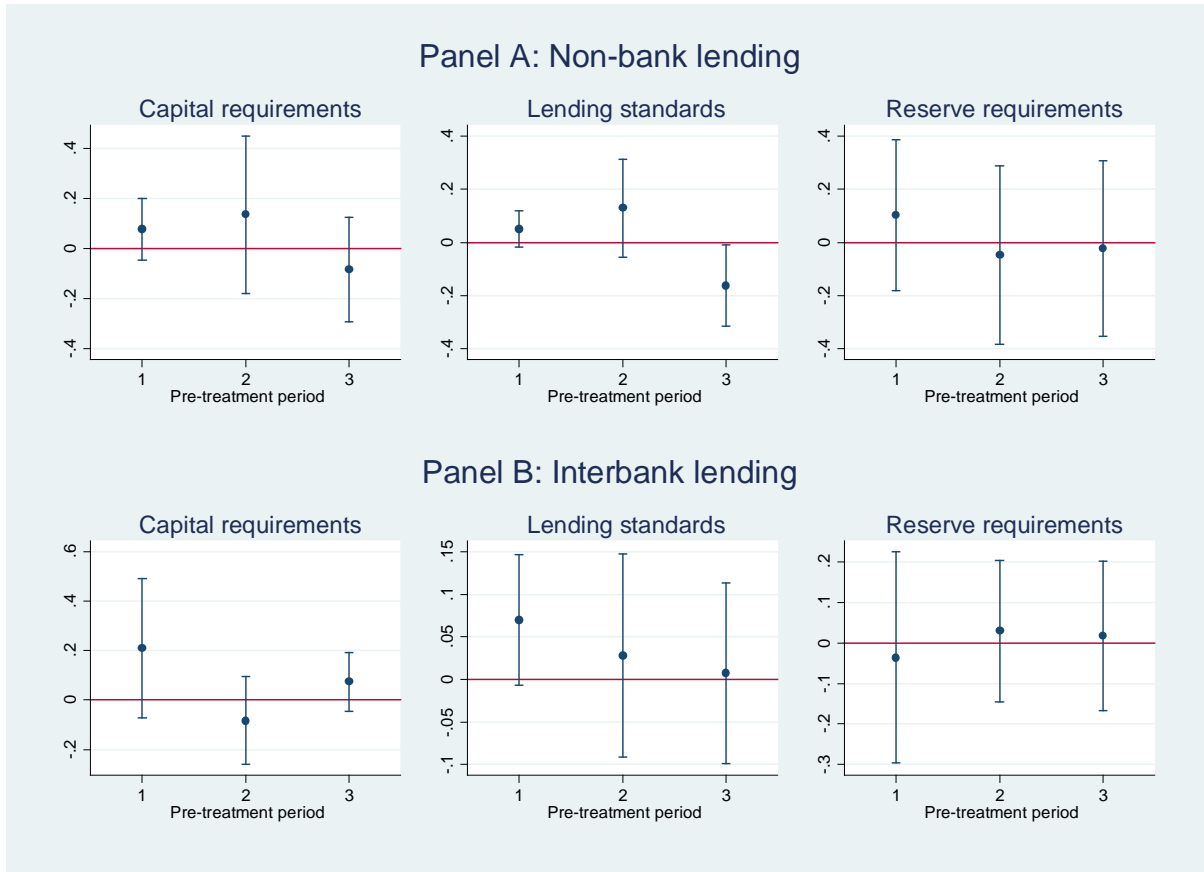 Panel A: Non-bank lending
Capital requirements
.4
.2
0
-.2
-.4
1 2 3
Pre-treatment period
Lending standards
.4
.2
0
-.2
-.4
1 2 3
Pre-treatment period
Reserve requirements
.4
.2
0
-.2
-.4
1 2 3
Pre-treatment period
Panel B: Interbank lending
Capital requirements
.6
.4
.2
0
-.2
1 2 3
Pre-treatment period
Lending standards
.15
.1
.05
0
-.05
-.1
1 2 3
Pre-treatment period
Reserve requirements
.2
.1
0
-.1
-.2
-.3
1 2 3
Pre-treatment period